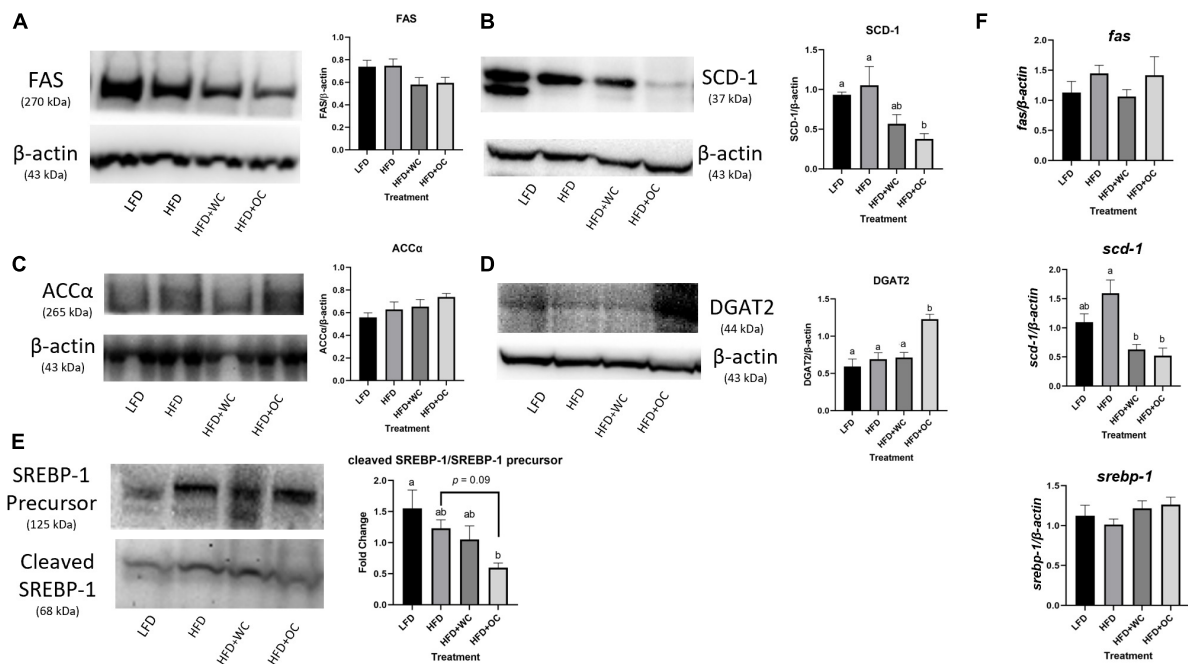 A
FAS
(270 kDa)
β-actin
(43 kDa)
LFD
HFD
HFD+WC
HFD+OC
FAS
FAS/β-actin
1.0
0.8
0.6
0.4
0.2
0.0
LFD
HFD
HFD+WC
HFD+OC
Treatment
B
SCD-1
(37 kDa)
β-actin
(43 kDa)
LFD
HFD
HFD+WC
HFD+OC
SCD-1
SCD-1/β-actin
1.5
1.0
0.5
0.0
a
a
ab
b
LFD
HFD
HFD+WC
HFD+OC
Treatment
C
ACCα
(265 kDa)
β-actin
(43 kDa)
LFD
HFD
HFD+WC
HFD+OC
ACCα
ACCα/β-actin
1.0
0.8
0.6
0.4
0.2
0.0
LFD
HFD
HFD+WC
HFD+OC
Treatment
D
DGAT2
(44 kDa)
β-actin
(43 kDa)
LFD
HFD
HFD+WC
HFD+OC
DGAT2
DGAT2/β-actin
1.5
1.0
0.5
0.0
a
a
a
b
LFD
HFD
HFD+WC
HFD+OC
Treatment
E
SREBP-1
Precursor
(125 kDa)
Cleaved
SREBP-1
(68 kDa)
LFD
HFD
HFD+WC
HFD+OC
cleaved SREBP-1/SREBP-1 precursor
Fold Change
2.0
1.5
1.0
0.5
0.0
a
ab
ab
b
p = 0.09
LFD
HFD
HFD+WC
HFD+OC
Treatment
F
fas
fas/β-actin
2.0
1.5
1.0
0.5
0.0
LFD
HFD
HFD+WC
HFD+OC
Treatment
scd-1
scd-1/β-actin
2.0
1.5
1.0
0.5
0.0
ab
a
b
b
LFD
HFD
HFD+WC
HFD+OC
Treatment
srebp-1
srebp-1/β-actin
1.5
1.0
0.5
0.0
LFD
HFD
HFD+WC
HFD+OC
Treatment